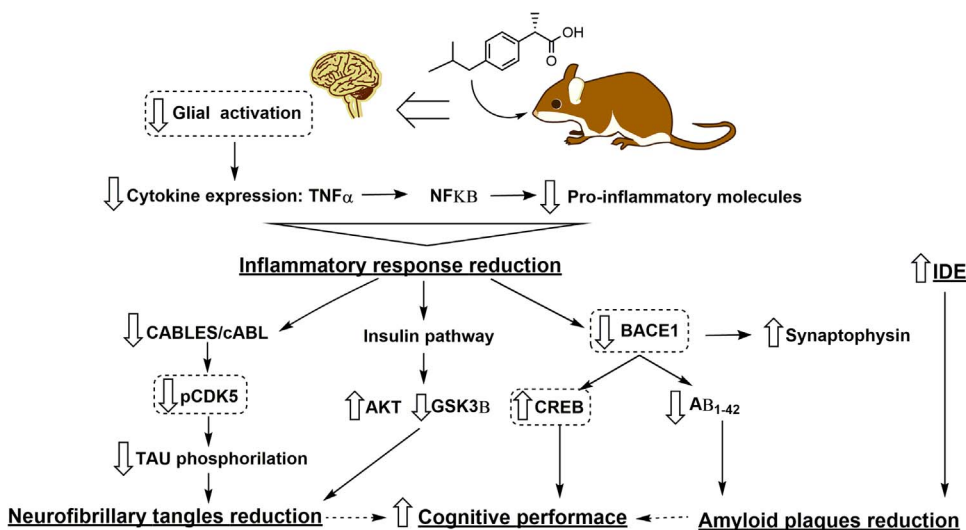 OH
O
Glial activation
Cytokine expression: TNFα NFKB Pro-inflammatory molecules
Inflammatory response reduction
IDE
CABLES/cABL Insulin pathway BACE1 Synaptophysin
pCDK5 AKT GSK3B CREB AB1-42
TAU phosphorilation
Neurofibrillary tangles reduction Cognitive performace Amyloid plaques reduction